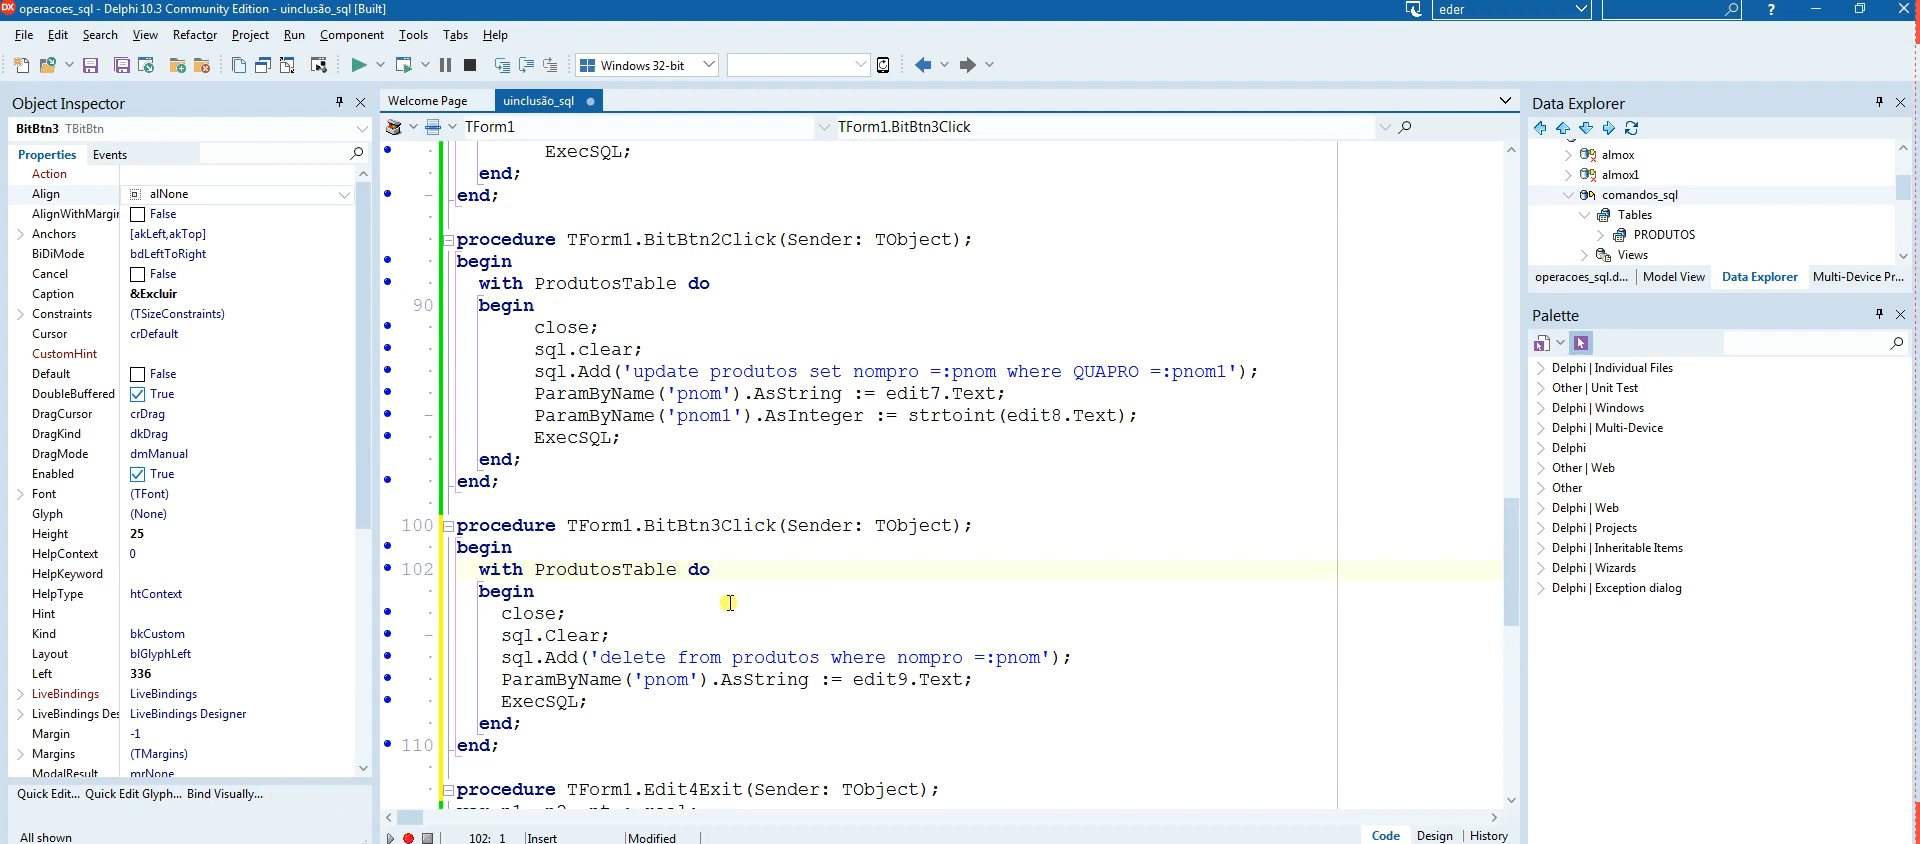 operacoes_sql - Delphi 10.3 Community Edition - uinclusão_sql [Built]
eder
File Edit Search View Refactor Project Run Component Tools Tabs Help
Windows 32-bit
Object Inspector
BitBtn3 TBitBtn
Properties Events
Action
Align alNone
AlignWithMargin False
Anchors [akLeft,akTop]
BiDiMode bdLeftToRight
Cancel False
Caption &Excluir
Constraints (TSizeConstraints)
Cursor crDefault
CustomHint
Default False
DoubleBuffered True
DragCursor crDrag
DragKind dkDrag
DragMode dmManual
Enabled True
Font (TFont)
Glyph (None)
Height 25
HelpContext 0
HelpKeyword
HelpType htContext
Hint
Kind bkCustom
Layout blGlyphLeft
Left 336
LiveBindings LiveBindings
LiveBindings Des LiveBindings Designer
Margin -1
Margins (TMargins)
ModalResult mrNone
Quick Edit... Quick Edit Glyph... Bind Visually...
All shown
Welcome Page uinclusão_sql
TForm1 TForm1.BitBtn3Click
ExecSQL;
end;
end;
procedure TForm1.BitBtn2Click(Sender: TObject);
begin
with ProdutosTable do
90 begin
close;
sql.clear;
sql.Add('update produtos set nompro =:pnom where QUAPRO =:pnom1');
ParamByName('pnom').AsString := edit7.Text;
ParamByName('pnom1').AsInteger := strtoint(edit8.Text);
ExecSQL;
end;
end;
100 procedure TForm1.BitBtn3Click(Sender: TObject);
begin
102 with ProdutosTable do
begin
close;
sql.Clear;
sql.Add('delete from produtos where nompro =:pnom');
ParamByName('pnom').AsString := edit9.Text;
ExecSQL;
end;
110 end;
procedure TForm1.Edit4Exit(Sender: TObject);
102: 1 Insert Modified
Code Design History
Data Explorer
almox
almox1
comandos_sql
Tables
PRODUTOS
Views
operacoes_sql.d... Model View Data Explorer Multi-Device Pr...
Palette
Delphi | Individual Files
Other | Unit Test
Delphi | Windows
Delphi | Multi-Device
Delphi
Other | Web
Other
Delphi | Web
Delphi | Projects
Delphi | Inheritable Items
Delphi | Wizards
Delphi | Exception dialog